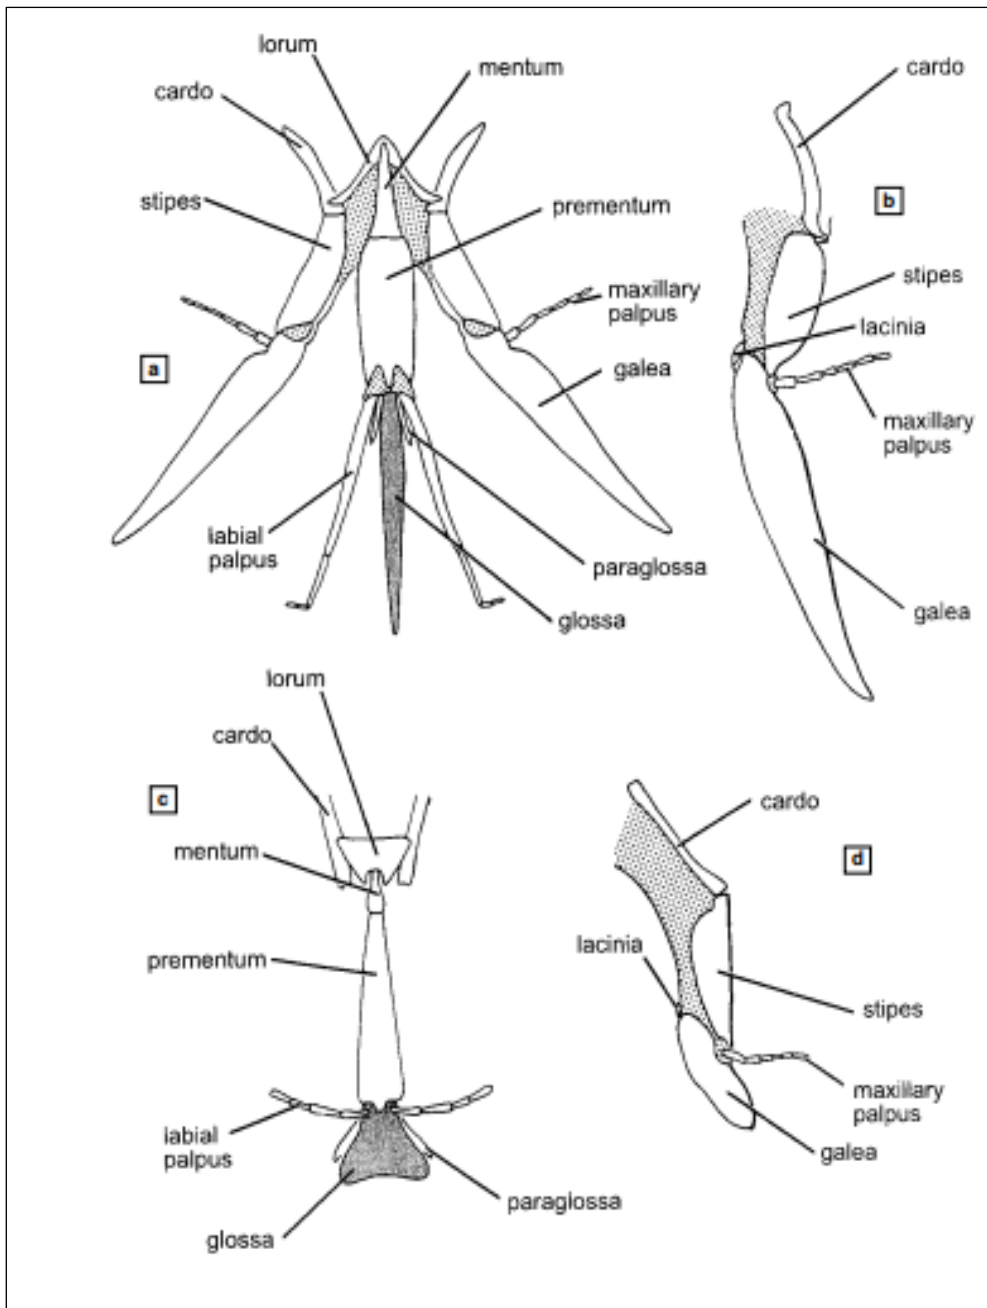 lorum
mentum
cardo
stipes
prementum
maxillary
palpus
galea
a
labial
palpus
paraglossa
glossa
cardo
b
stipes
lacinia
maxillary
palpus
galea
lorum
cardo
c
mentum
prementum
labial
palpus
paraglossa
glossa
cardo
d
lacinia
stipes
maxillary
palpus
galea